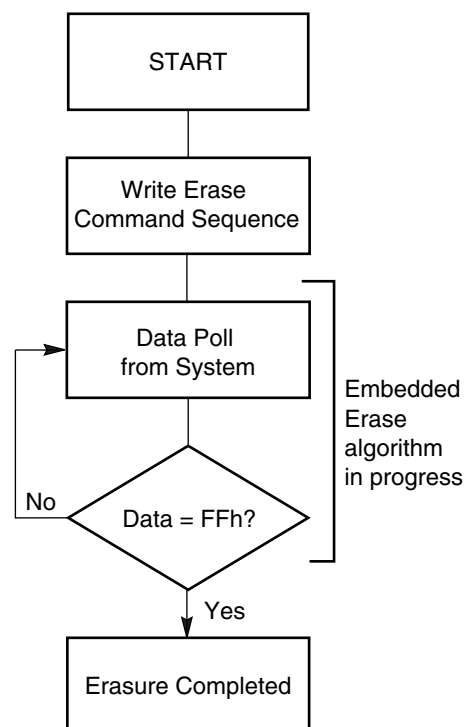 START
Write Erase
Command Sequence
Data Poll
from System
Embedded
Erase
algorithm
in progress
No
Data = FFh?
Yes
Erasure Completed